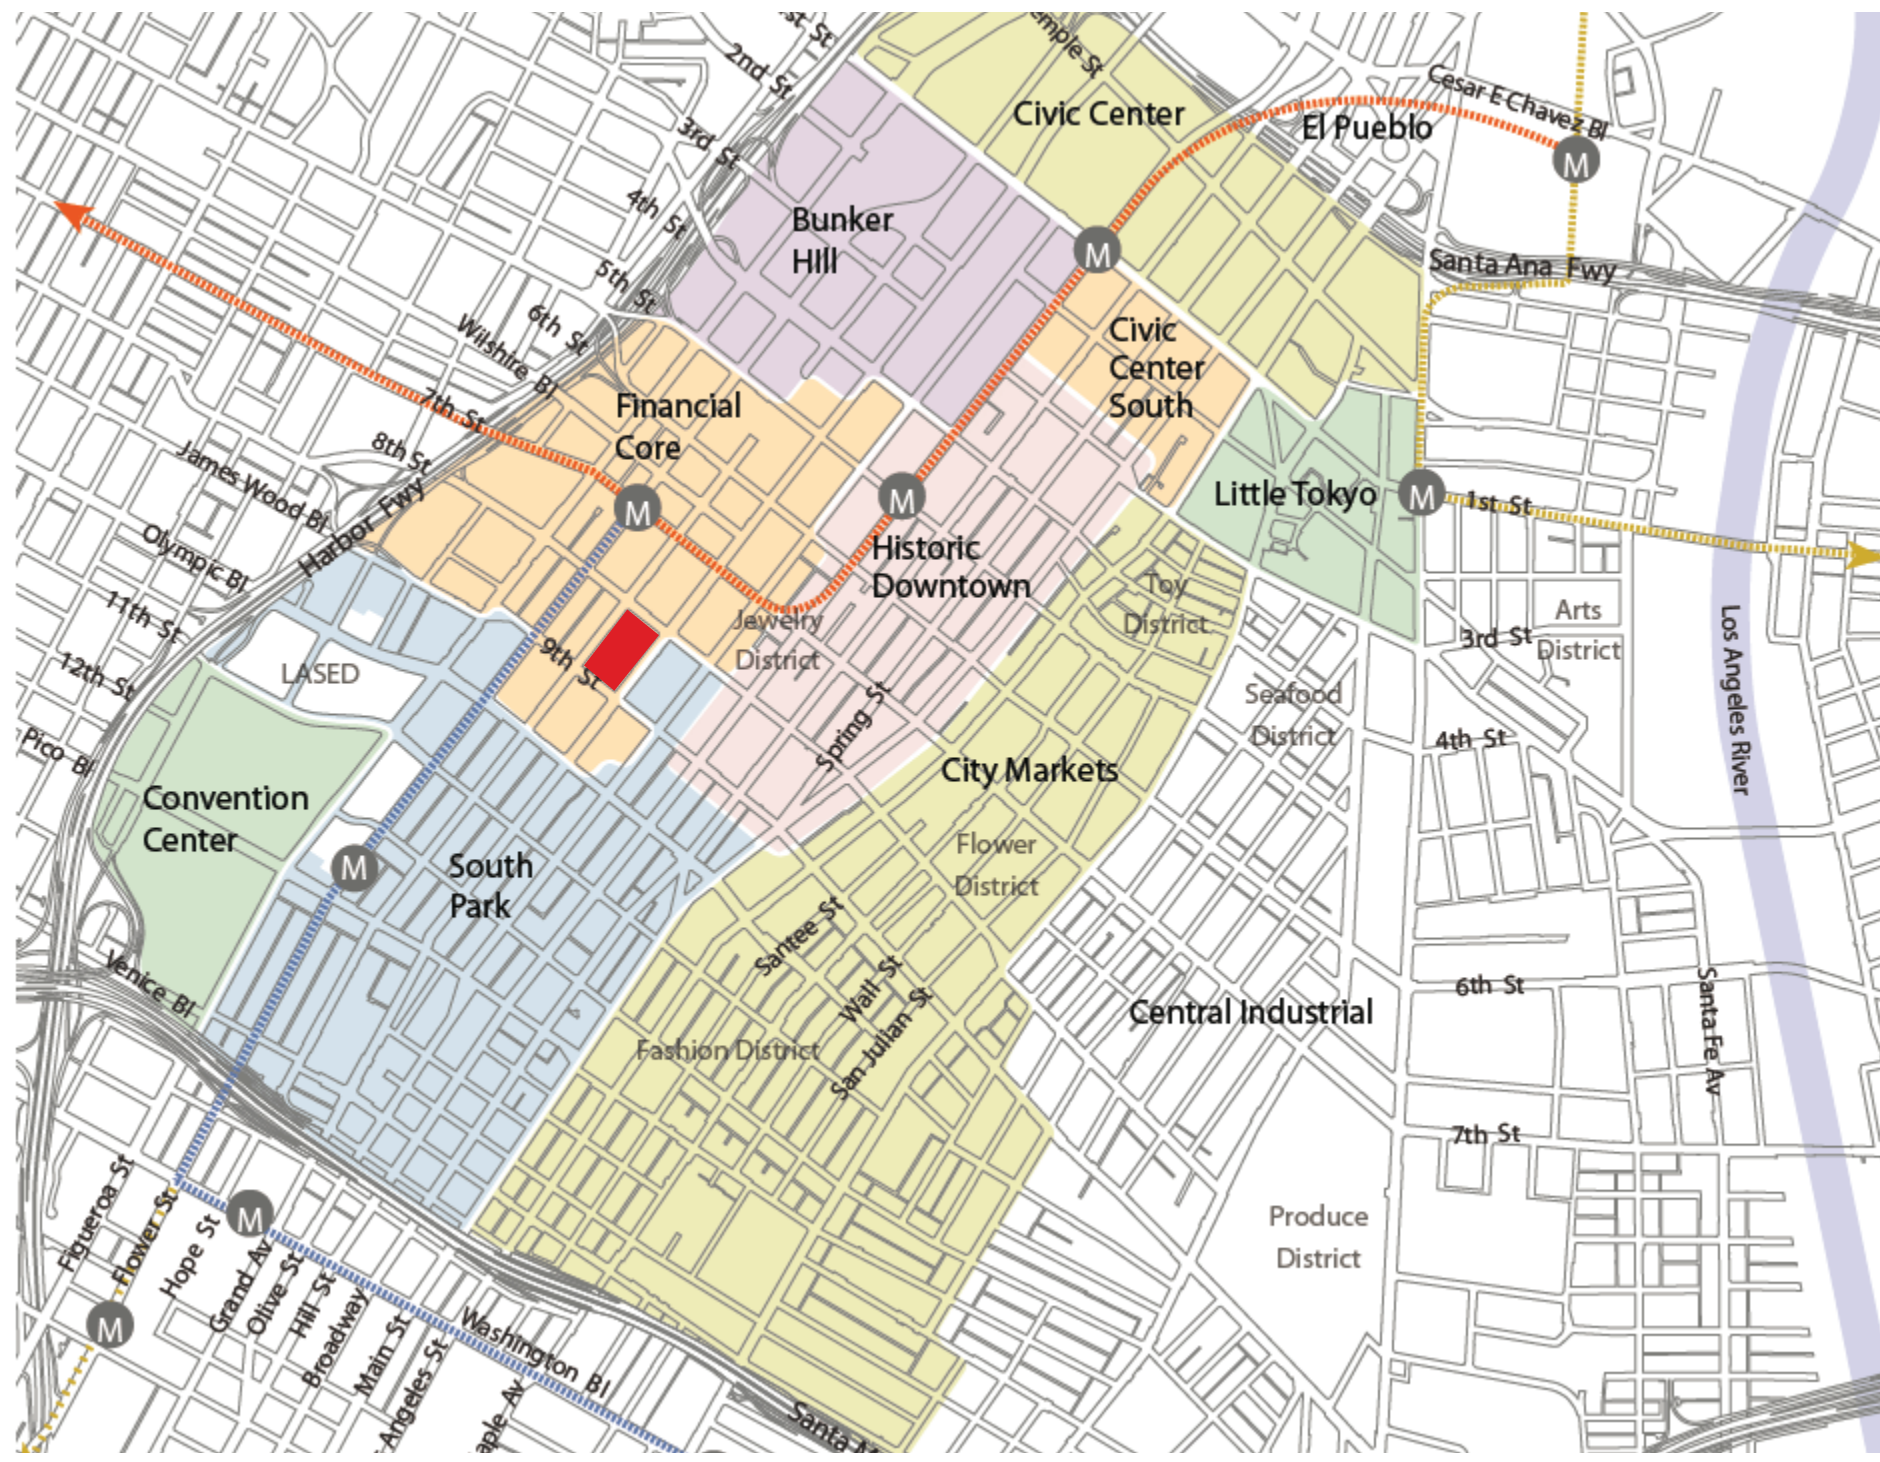 1st St
2nd St
3rd St
4th St
5th St
6th St
Wilshire Bl
7th St
8th St
James Wood Bl
Harbor Fwy
Olympic Bl
11th St
12th St
Pico Bl
Venice Bl
9th St
Temple St
Civic Center
El Pueblo
Cesar E Chavez Bl
M
Santa Ana Fwy
Bunker
HIll
M
Civic
Center
South
Financial
Core
M
M
Little Tokyo
M
1st St
Historic
Downtown
Jewelry
District
Toy
District
Arts
District
3rd St
Los Angeles River
LASED
Seafood
District
4th St
Spring St
City Markets
Convention
Center
M
South
Park
Flower
District
Santee St
Wall St
San Julian St
Fashion District
Central Industrial
6th St
Santa Fe Av
7th St
Produce
District
Figueroa St
Flower St
Hope St
M
Grand Av
Olive St
Hill St
Broadway
Main St
Angeles St
aple Av
M
Washington Bl
Santa M